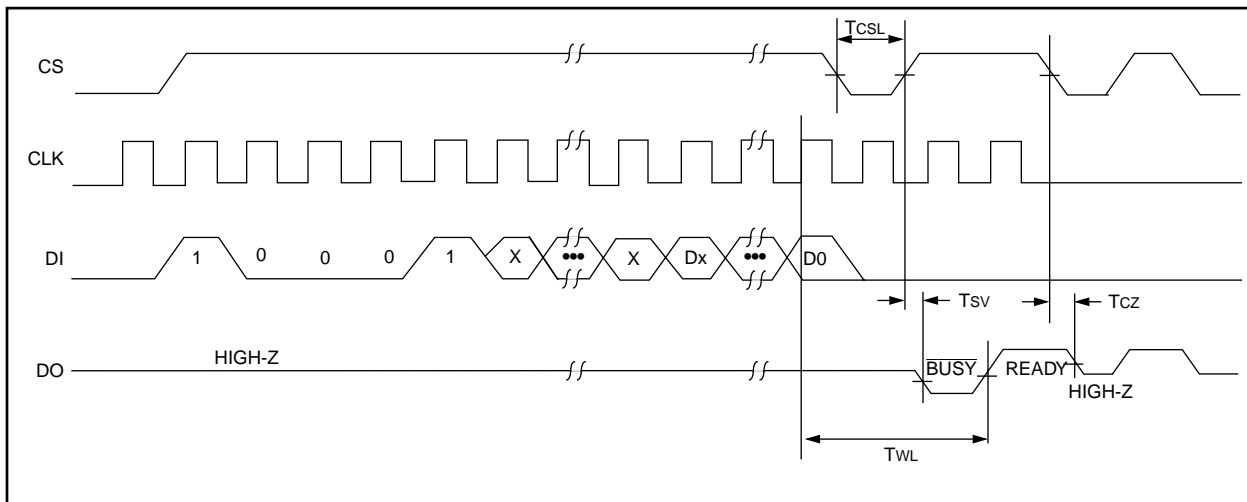 TCSL
CS
CLK
DI 1 0 0 0 1 X ••• X Dx ••• D0
TSV TCZ
HIGH-Z
DO BUSY READY
HIGH-Z
TWL